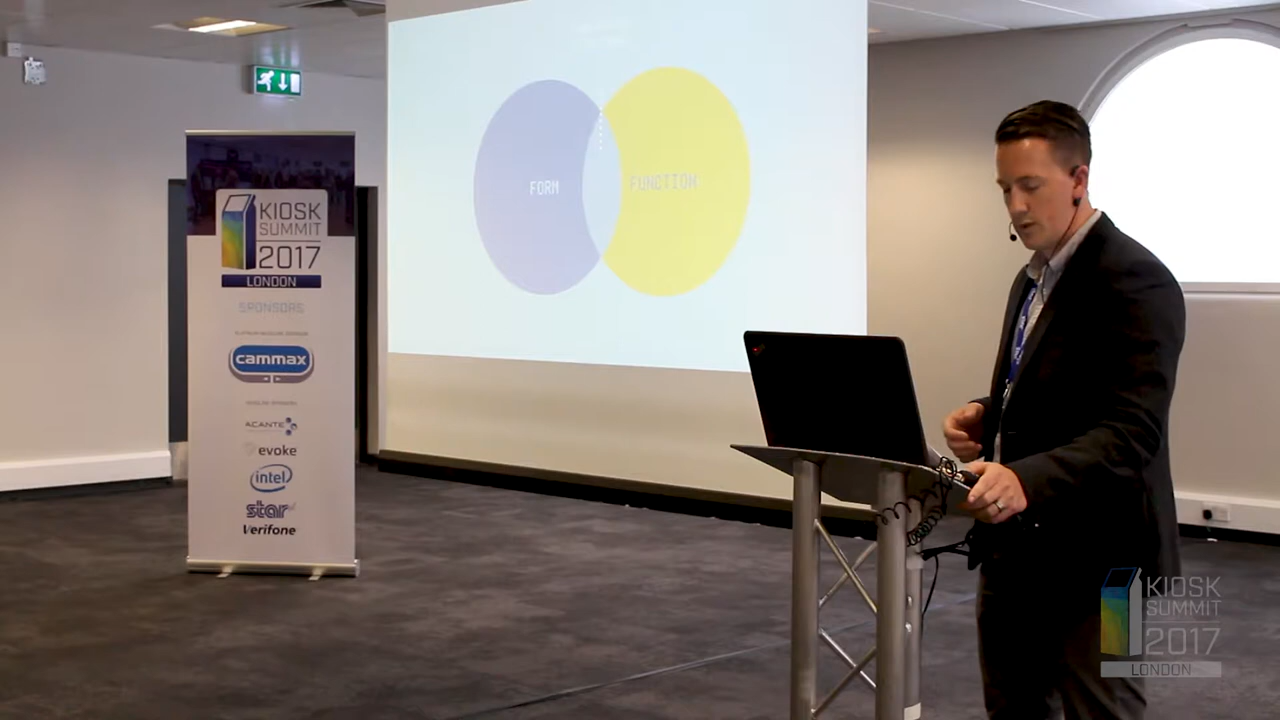 KIOSK
SUMMIT
2017
LONDON
SPONSORS
cammax
ACANTE
evoke
intel
star
Verifone
FORM
FUNCTION
KIOSK
SUMMIT
2017
LONDON